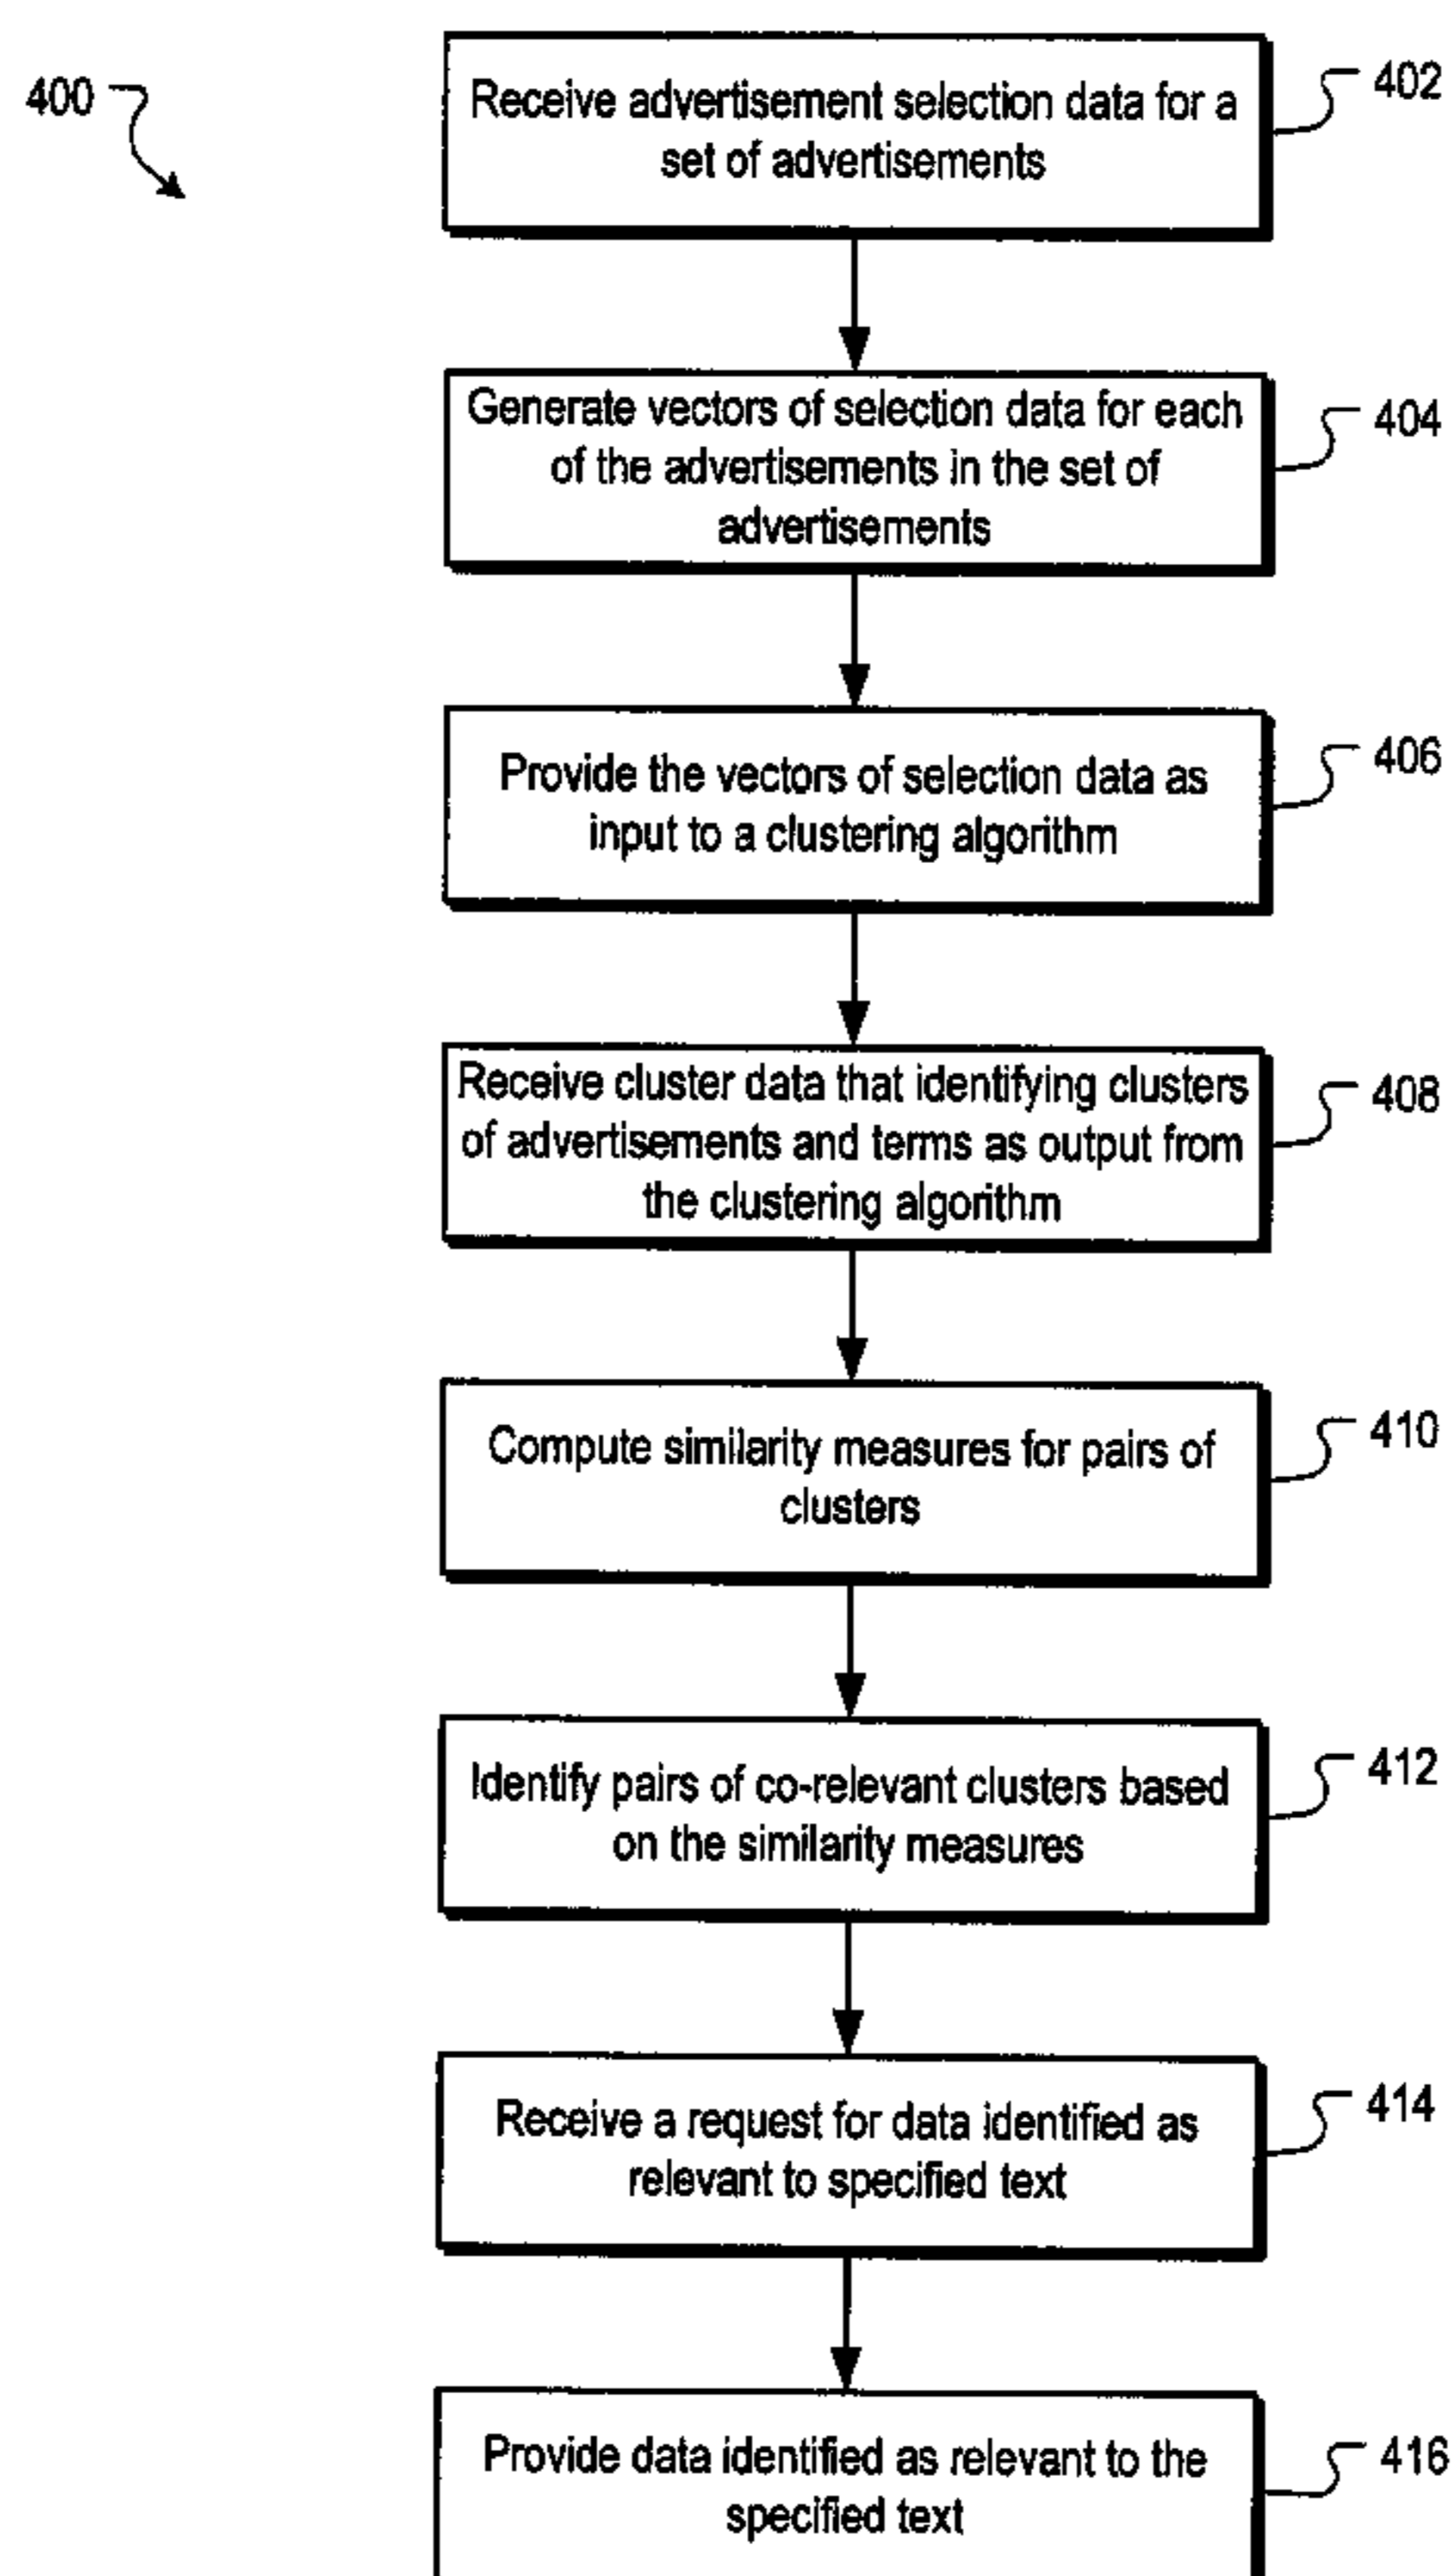 400
Receive advertisement selection data for a
set of advertisements
402
Generate vectors of selection data for each
of the advertisements in the set of
advertisements
404
Provide the vectors of selection data as
input to a clustering algorithm
406
Receive cluster data that identifying clusters
of advertisements and terms as output from
the clustering algorithm
408
Compute similarity measures for pairs of
clusters
410
Identify pairs of co-relevant clusters based
on the similarity measures
412
Receive a request for data identified as
relevant to specified text
414
Provide data identified as relevant to the
specified text
416